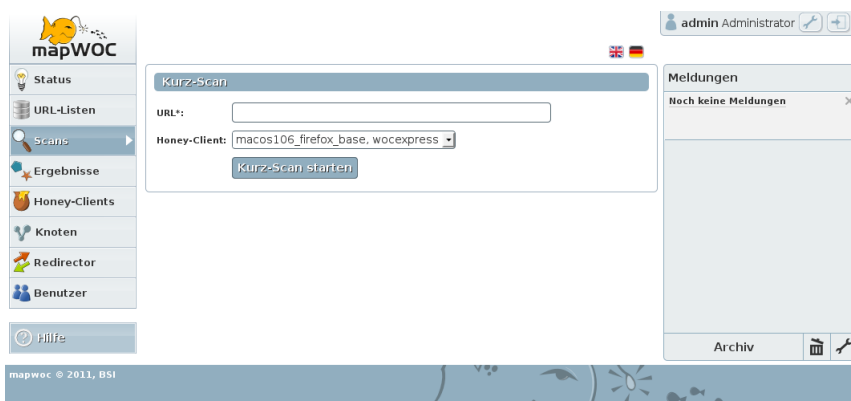 mapWOC
admin Administrator
Status
URL-Listen
Scans
Ergebnisse
Honey-Clients
Knoten
Redirector
Benutzer
Hilfe
Kurz-Scan
URL*:
Honey-Client: macos106_firefox_base, wocexpress
Kurz-Scan starten
Meldungen
Noch keine Meldungen
Archiv
mapwoc © 2011, BSI